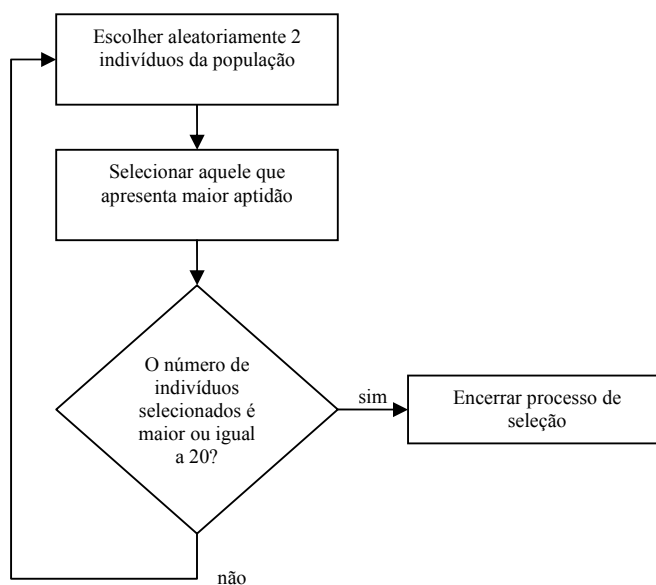 Escolher aleatoriamente 2
indivíduos da população
Selecionar aquele que
apresenta maior aptidão
O número de
indivíduos
selecionados é
maior ou igual
a 20?
sim
Encerrar processo de
seleção
não